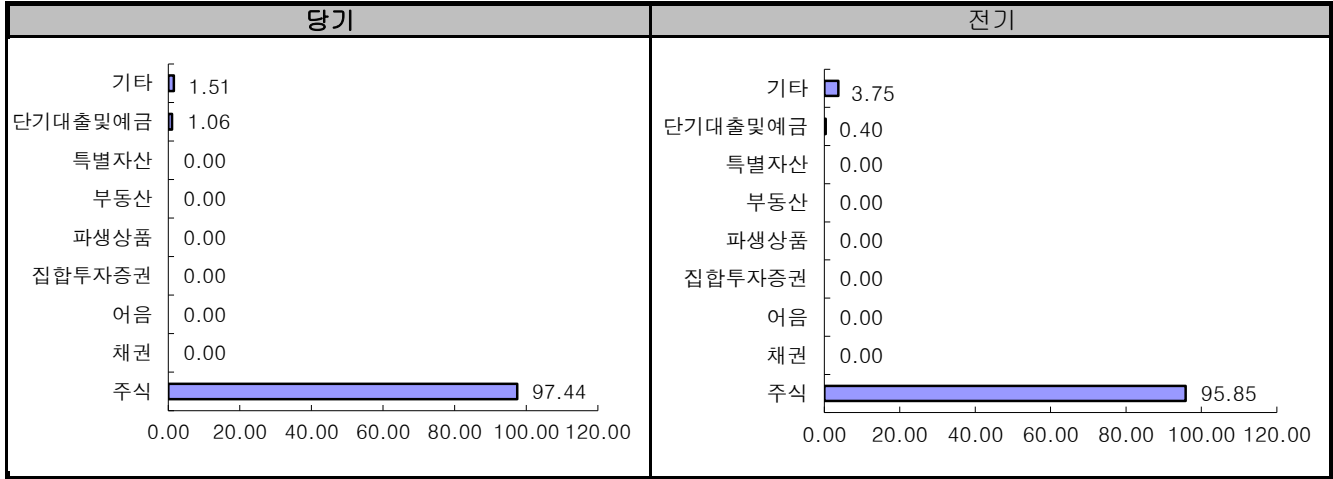 당기
전기
기타 1.51
단기대출및예금 1.06
특별자산 0.00
부동산 0.00
파생상품 0.00
집합투자증권 0.00
어음 0.00
채권 0.00
주식 97.44
0.00 20.00 40.00 60.00 80.00 100.00 120.00
기타 3.75
단기대출및예금 0.40
특별자산 0.00
부동산 0.00
파생상품 0.00
집합투자증권 0.00
어음 0.00
채권 0.00
주식 95.85
0.00 20.00 40.00 60.00 80.00 100.00 120.00